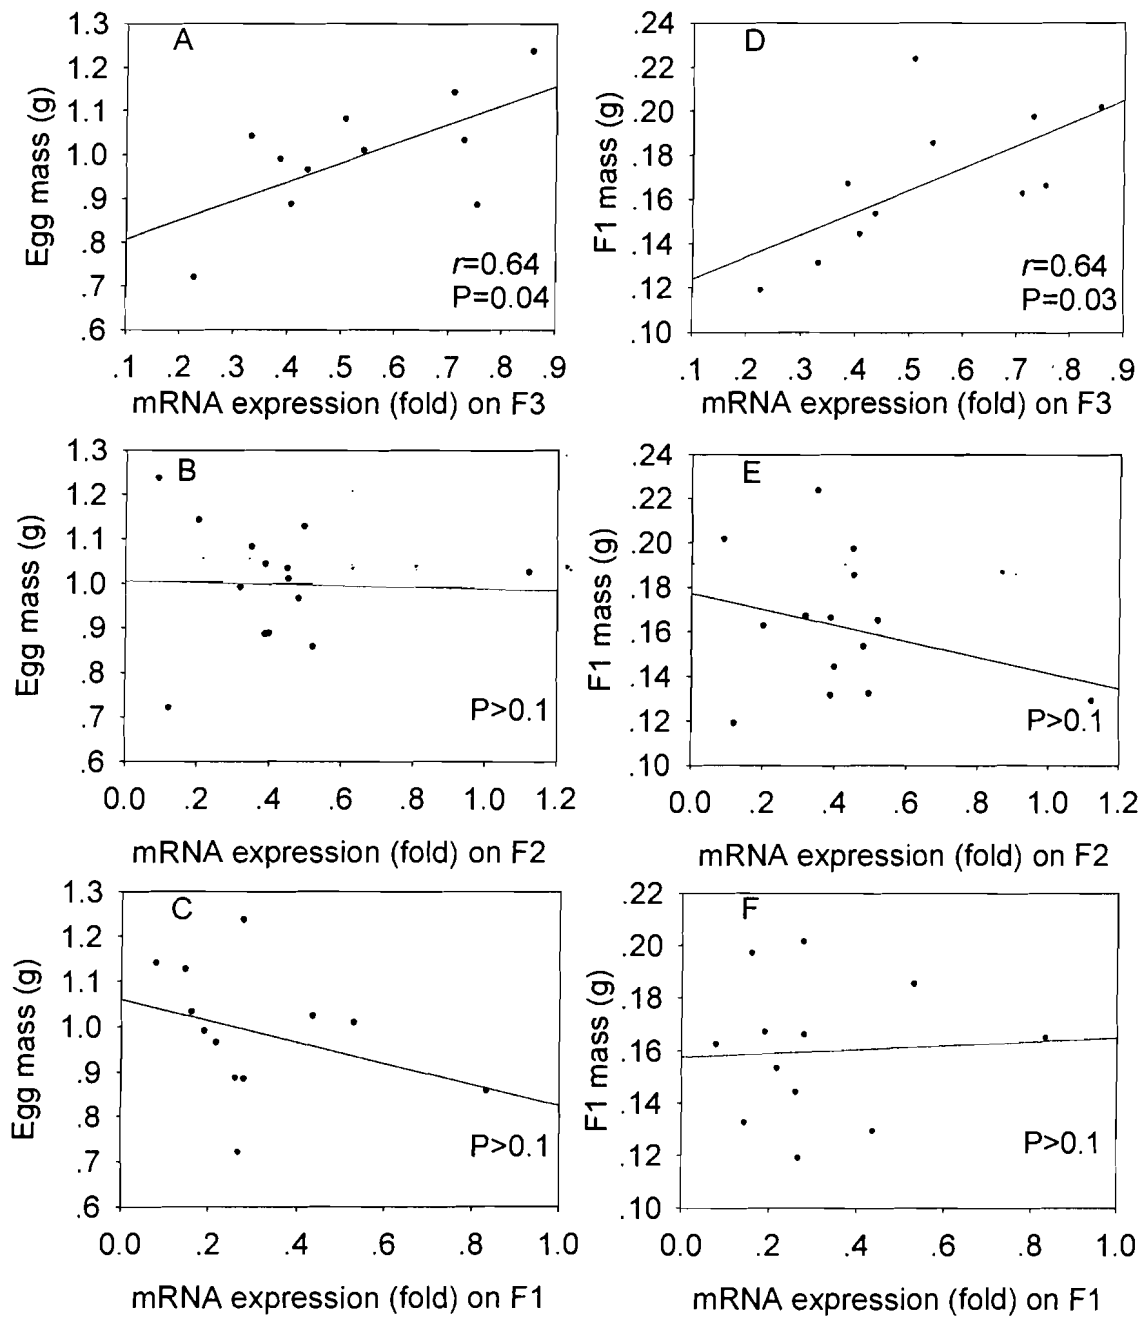 A
Egg mass (g)
1.3
1.2
1.1
1.0
.9
.8
.7
.6
r=0.64
P=0.04
.1 .2 .3 .4 .5 .6 .7 .8 .9
mRNA expression (fold) on F3
D
F1 mass (g)
.24
.22
.20
.18
.16
.14
.12
.10
r=0.64
P=0.03
.1 .2 .3 .4 .5 .6 .7 .8 .9
mRNA expression (fold) on F3
B
Egg mass (g)
1.3
1.2
1.1
1.0
.9
.8
.7
.6
P>0.1
0.0 .2 .4 .6 .8 1.0 1.2
mRNA expression (fold) on F2
E
F1 mass (g)
.24
.22
.20
.18
.16
.14
.12
.10
P>0.1
0.0 .2 .4 .6 .8 1.0 1.2
mRNA expression (fold) on F2
C
Egg mass (g)
1.3
1.2
1.1
1.0
.9
.8
.7
.6
P>0.1
0.0 .2 .4 .6 .8 1.0
mRNA expression (fold) on F1
F
F1 mass (g)
.22
.20
.18
.16
.14
.12
.10
P>0.1
0.0 .2 .4 .6 .8 1.0
mRNA expression (fold) on F1